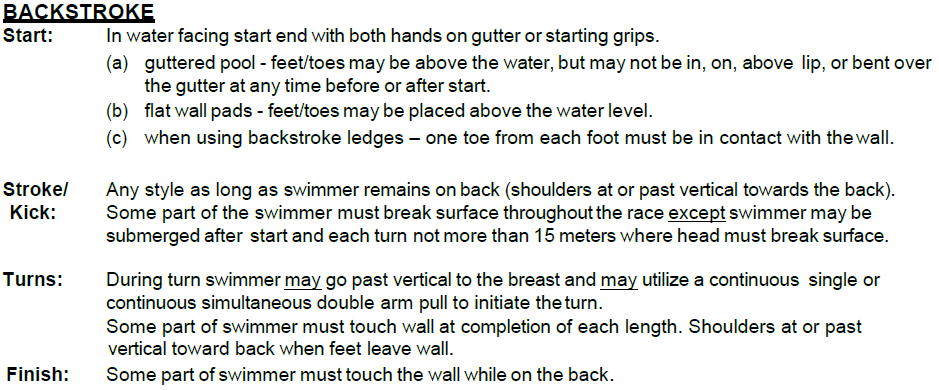 BACKSTROKE
Start: In water facing start end with both hands on gutter or starting grips.
(a) guttered pool - feet/toes may be above the water, but may not be in, on, above lip, or bent over
the gutter at any time before or after start.
(b) flat wall pads - feet/toes may be placed above the water level.
(c) when using backstroke ledges – one toe from each foot must be in contact with the wall.
Stroke/ Any style as long as swimmer remains on back (shoulders at or past vertical towards the back).
Kick: Some part of the swimmer must break surface throughout the race except swimmer may be
submerged after start and each turn not more than 15 meters where head must break surface.
Turns: During turn swimmer may go past vertical to the breast and may utilize a continuous single or
continuous simultaneous double arm pull to initiate the turn.
Some part of swimmer must touch wall at completion of each length. Shoulders at or past
vertical toward back when feet leave wall.
Finish: Some part of swimmer must touch the wall while on the back.